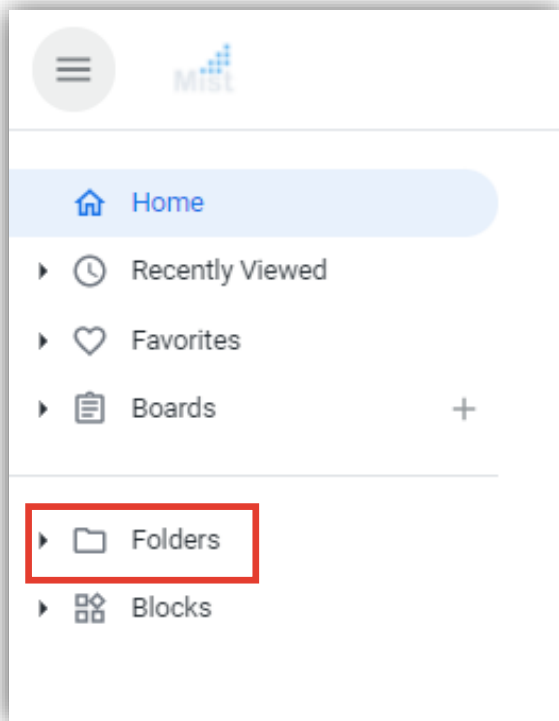 Mist
Home
Recently Viewed
Favorites
Boards
Folders
Blocks